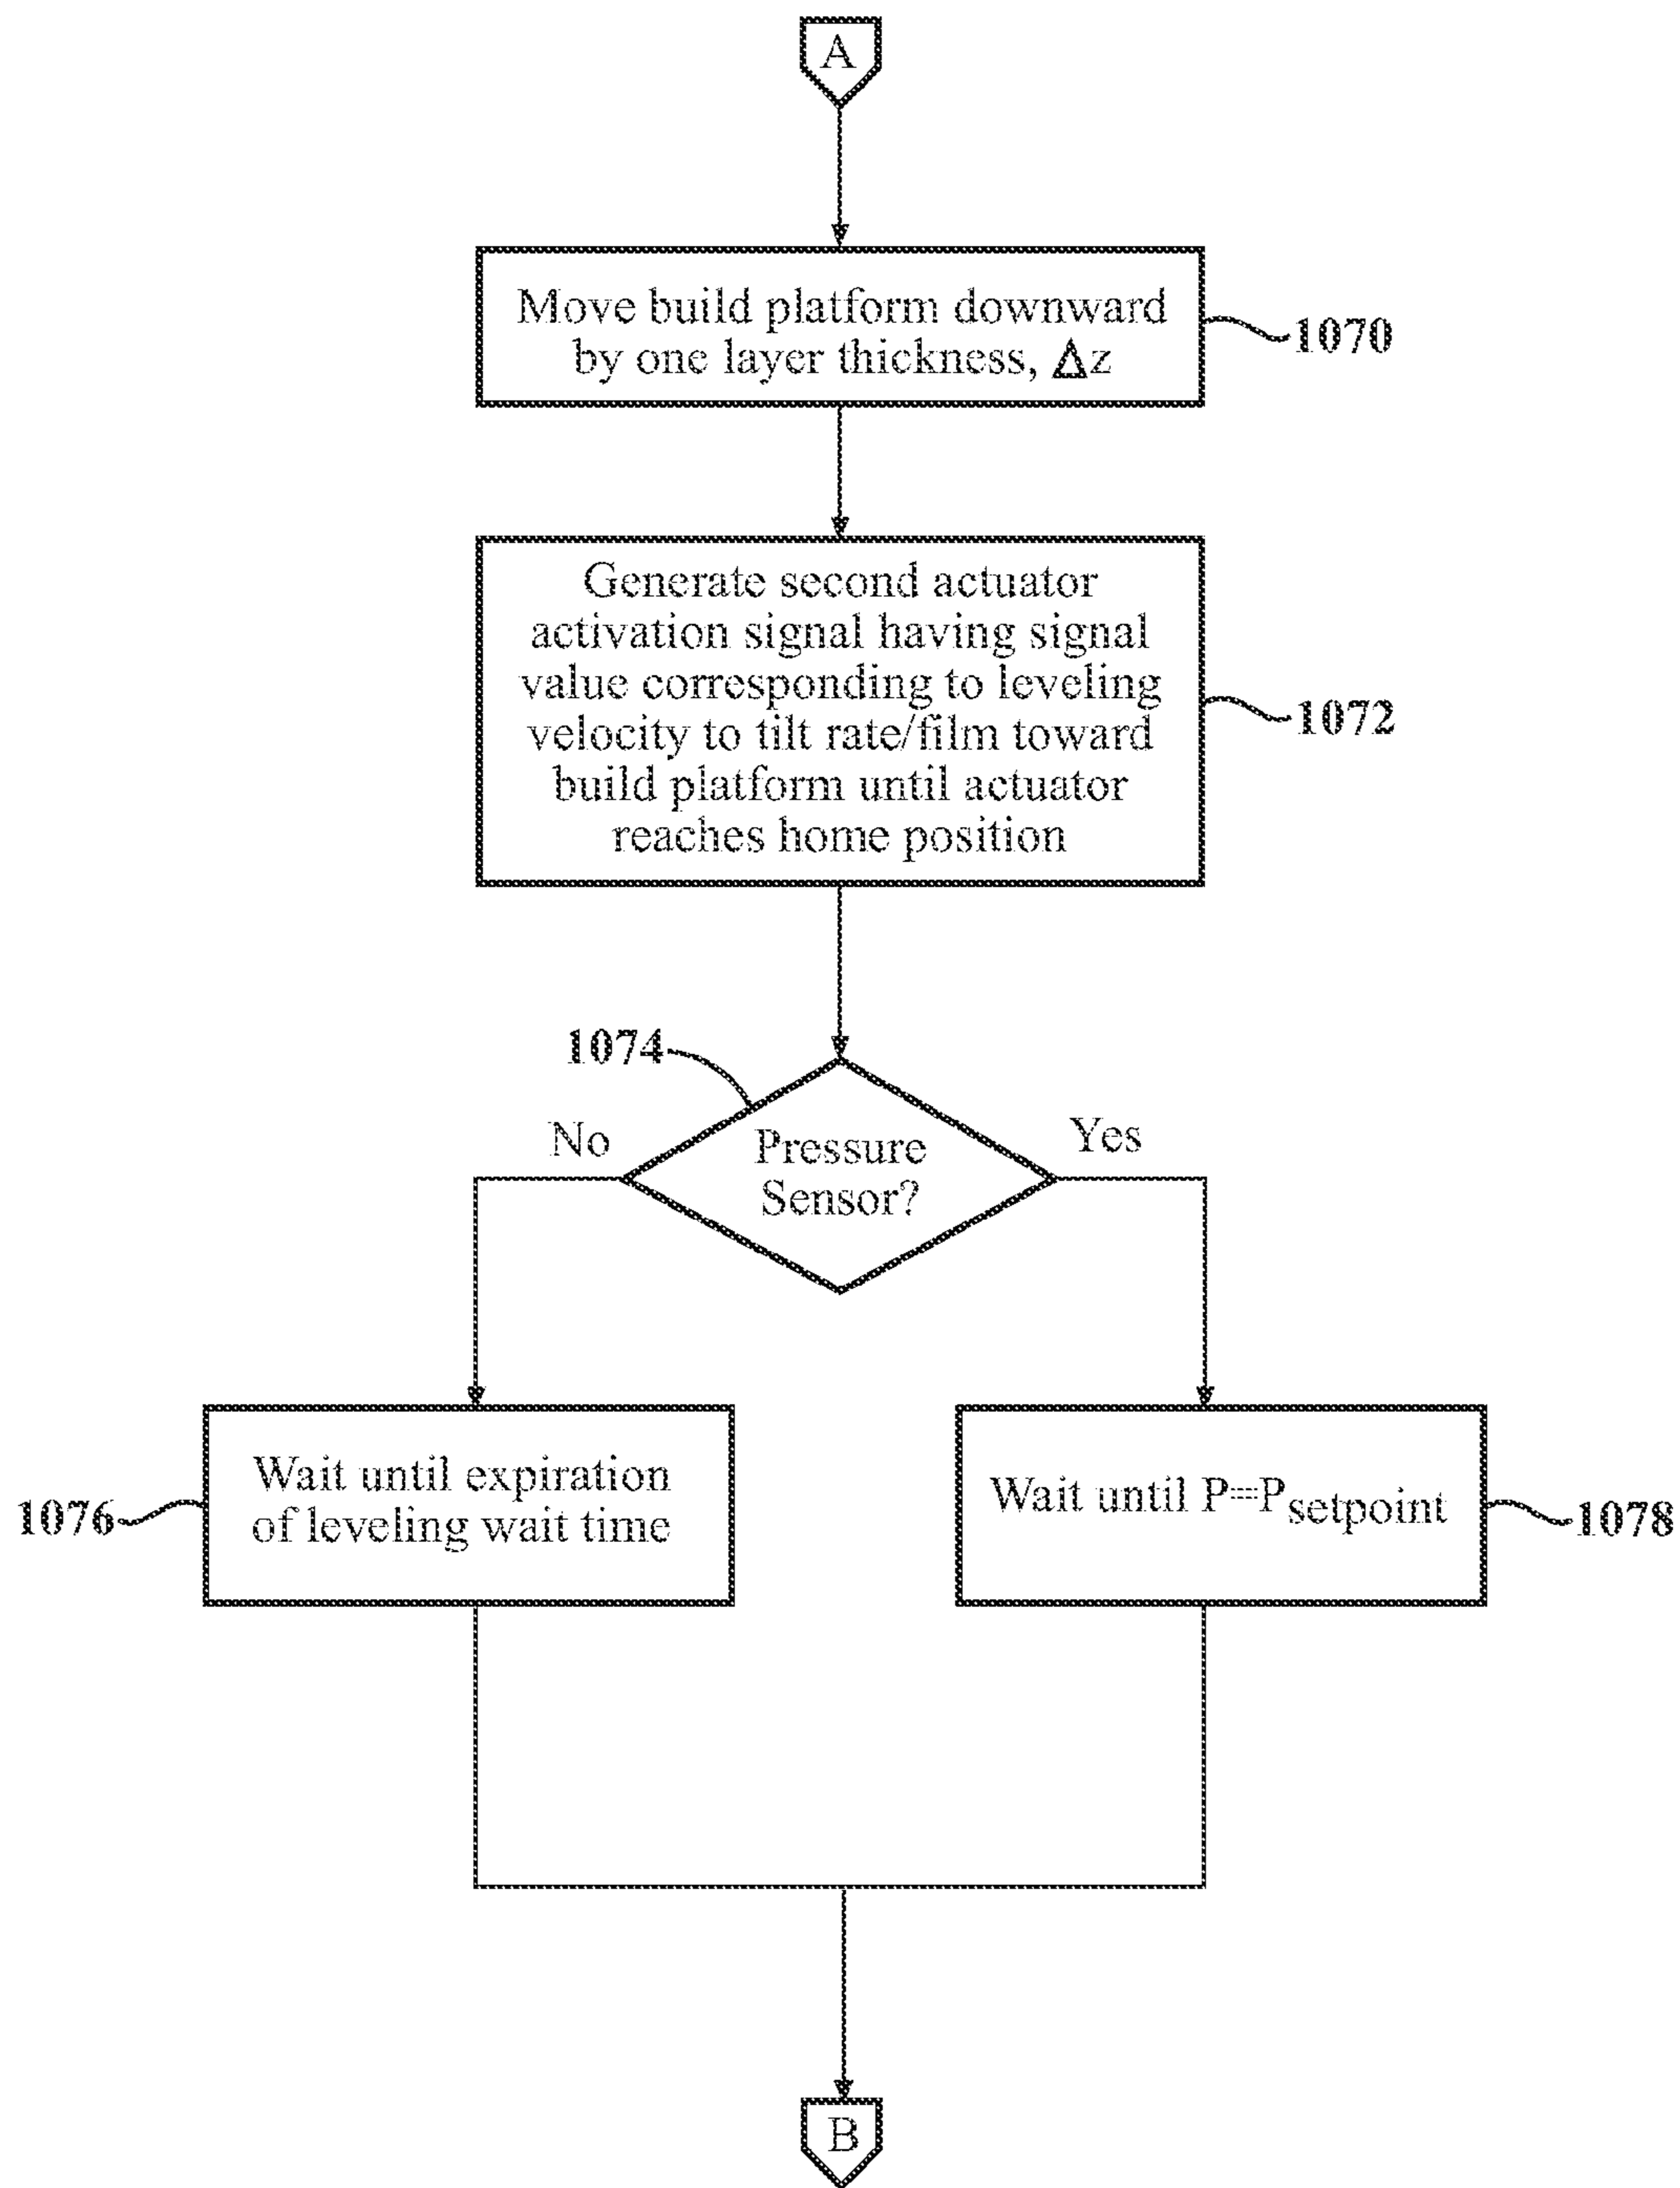 A
Move build platform downward
by one layer thickness, Δz
1070
Generate second actuator
activation signal having signal
value corresponding to leveling
velocity to tilt rate/film toward
build platform until actuator
reaches home position
1072
1074
No
Pressure
Sensor?
Yes
Wait until expiration
of leveling wait time
1076
Wait until P=Psetpoint
1078
B